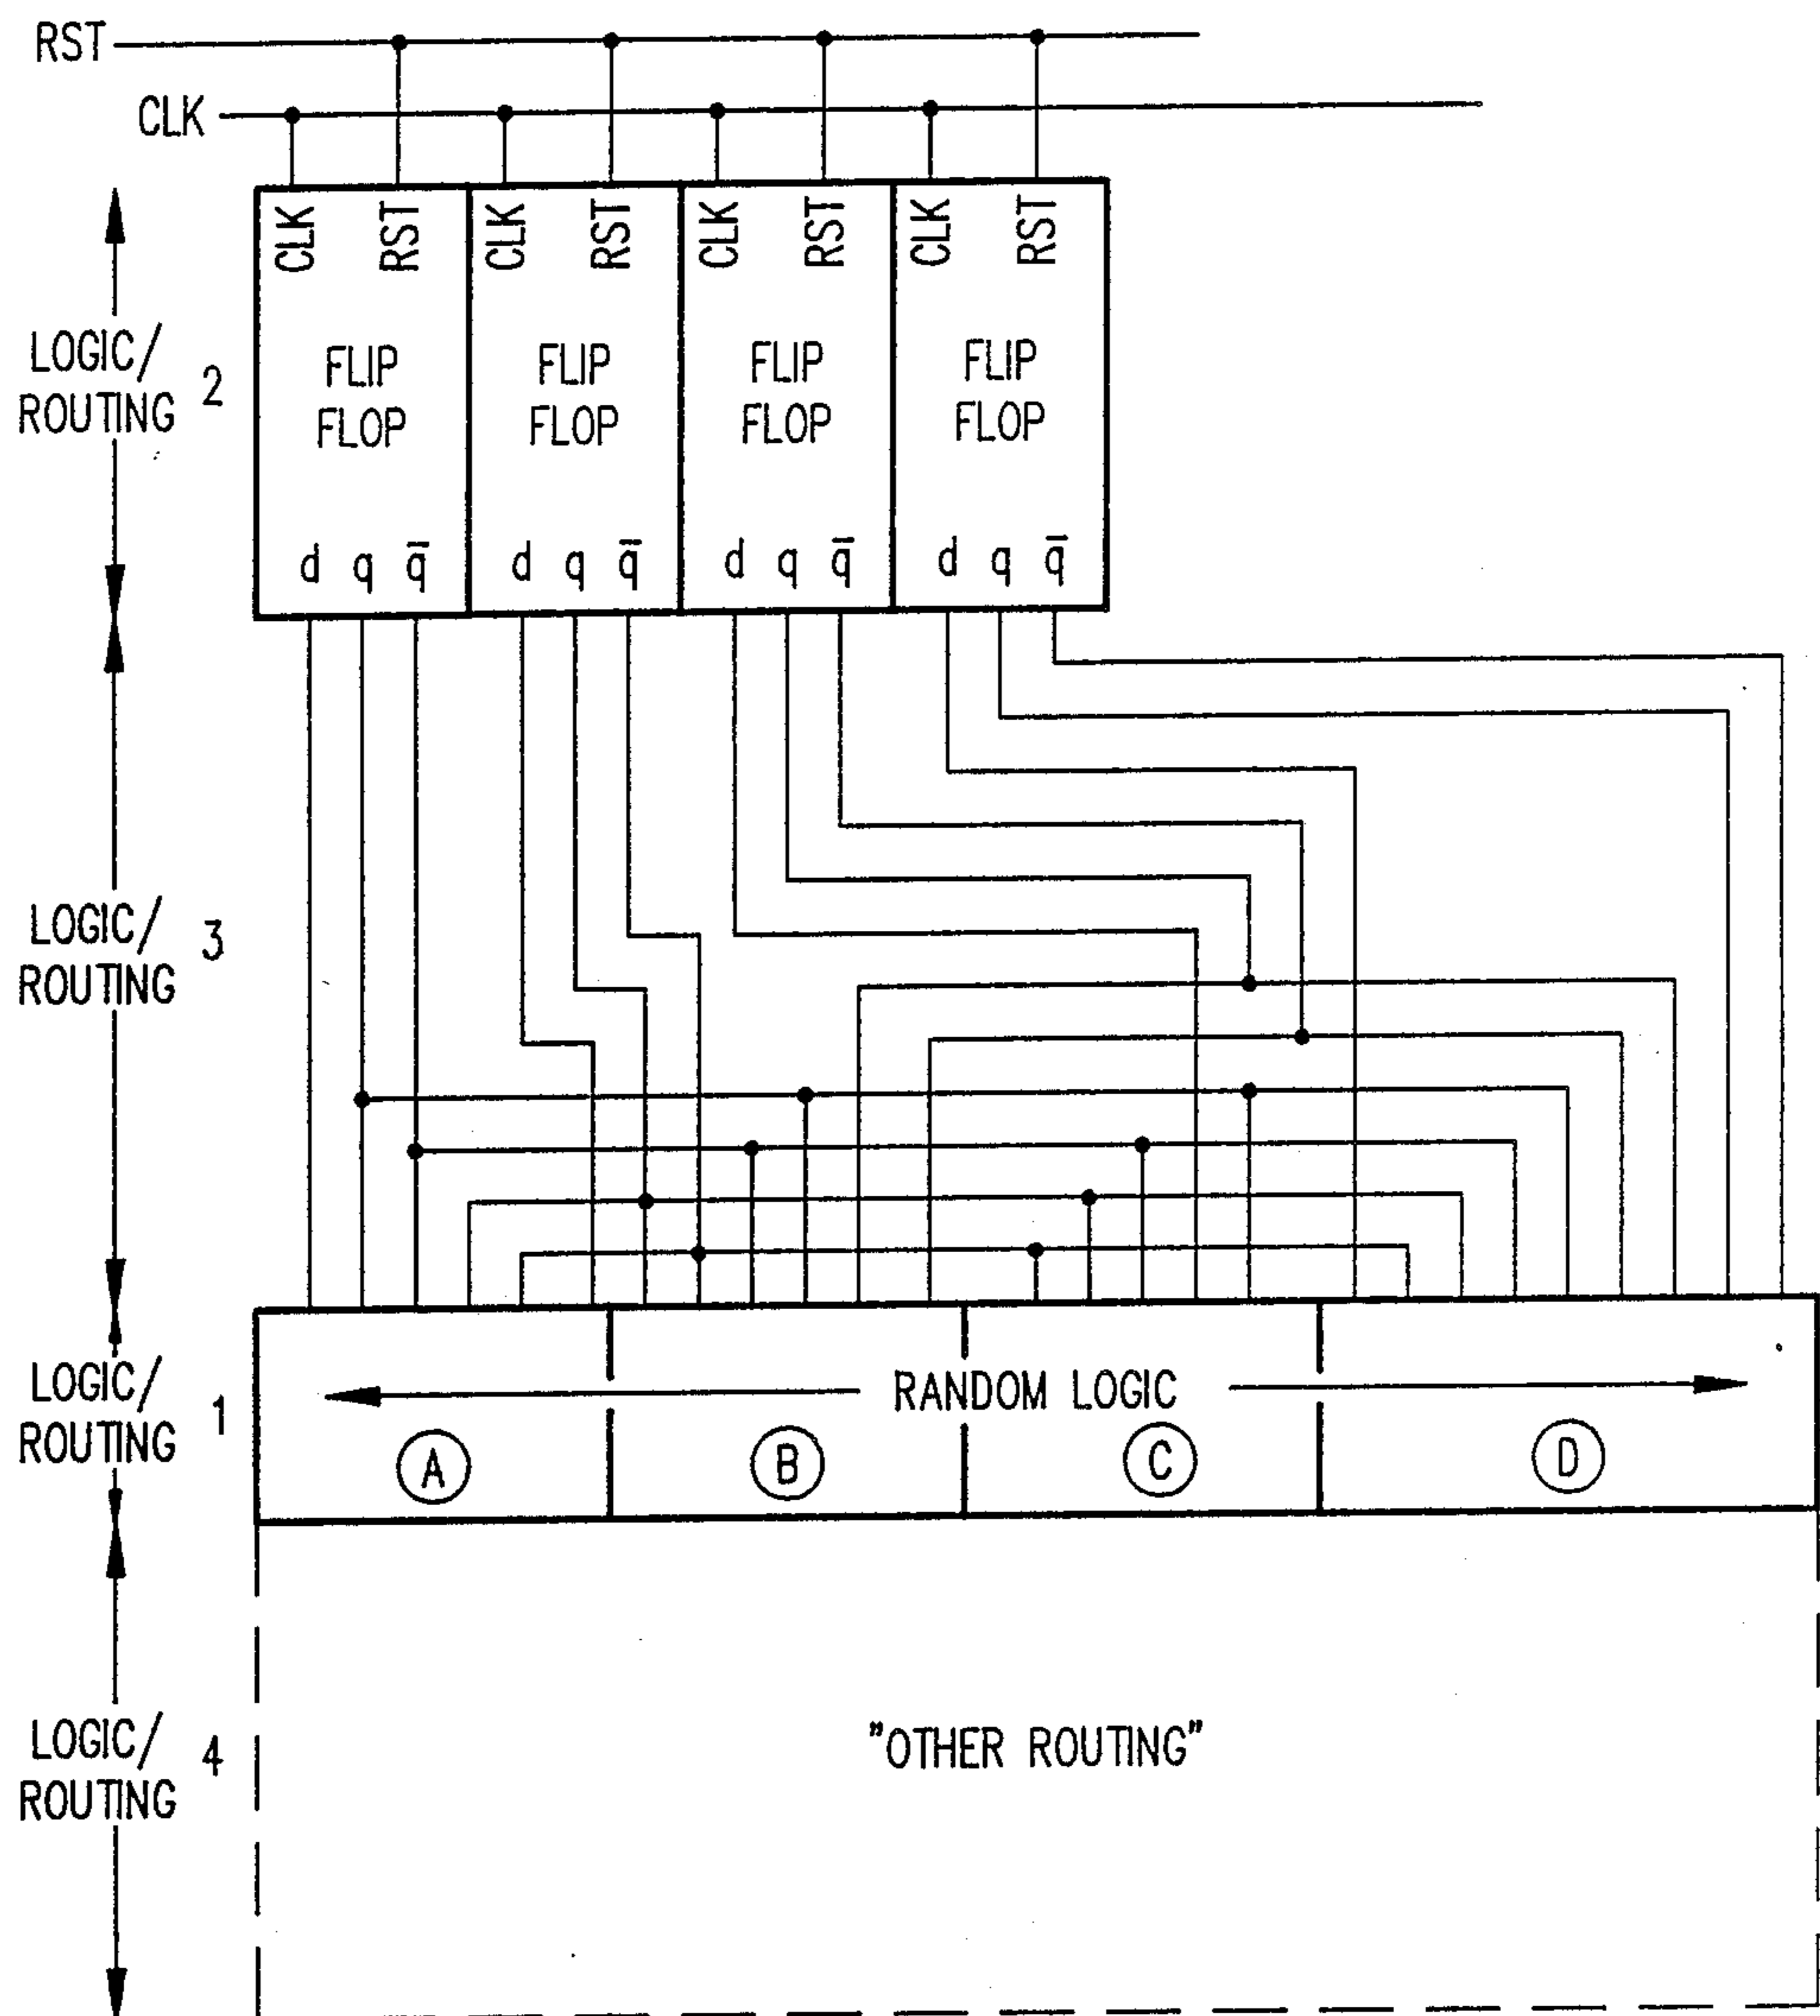 RST
CLK
CLK RST CLK RST CLK RST CLK RST
LOGIC/
ROUTING 2
FLIP
FLOP
FLIP
FLOP
FLIP
FLOP
FLIP
FLOP
d q q̅ d q q̅ d q q̅ d q q̅
LOGIC/
ROUTING 3
LOGIC/
ROUTING 1
RANDOM LOGIC
A B C D
LOGIC/
ROUTING 4
"OTHER ROUTING"